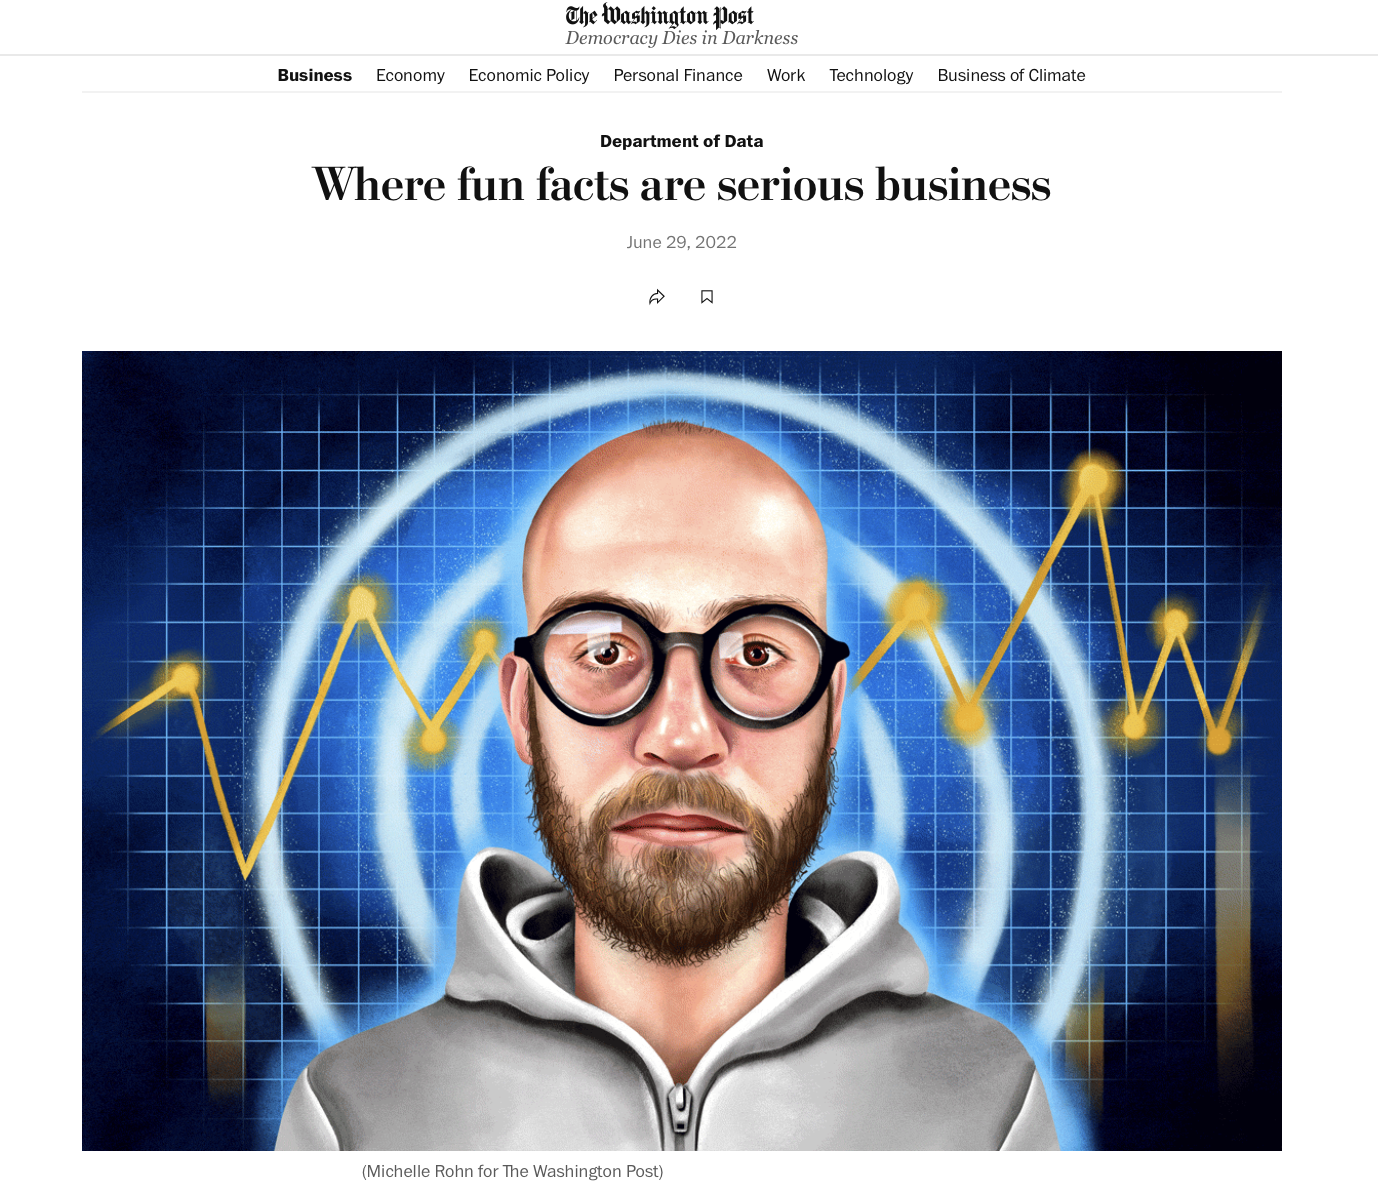 The Washington Post
Democracy Dies in Darkness
Business Economy Economic Policy Personal Finance Work Technology Business of Climate
Department of Data
Where fun facts are serious business
June 29, 2022
(Michelle Rohn for The Washington Post)